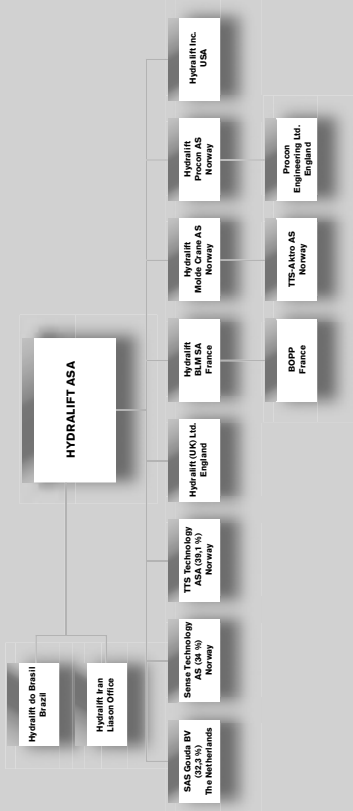 Hydralift do Brasil
Brazil
HYDRALIFT ASA
Hydralift Iran
Liason Office
SAS Gouda BV
(32,3 %)
The Netherlands
Sense Technology
AS (34 %)
Norway
TTS Technology
ASA (39,1 %)
Norway
Hydralift (UK) Ltd.
England
Hydralift
BLM SA
France
Hydralift
Molde Crane AS
Norway
Hydralift
Procon AS
Norway
Hydralift Inc.
USA
BOPP
France
TTS-Aktro AS
Norway
Procon
Engineering Ltd.
England